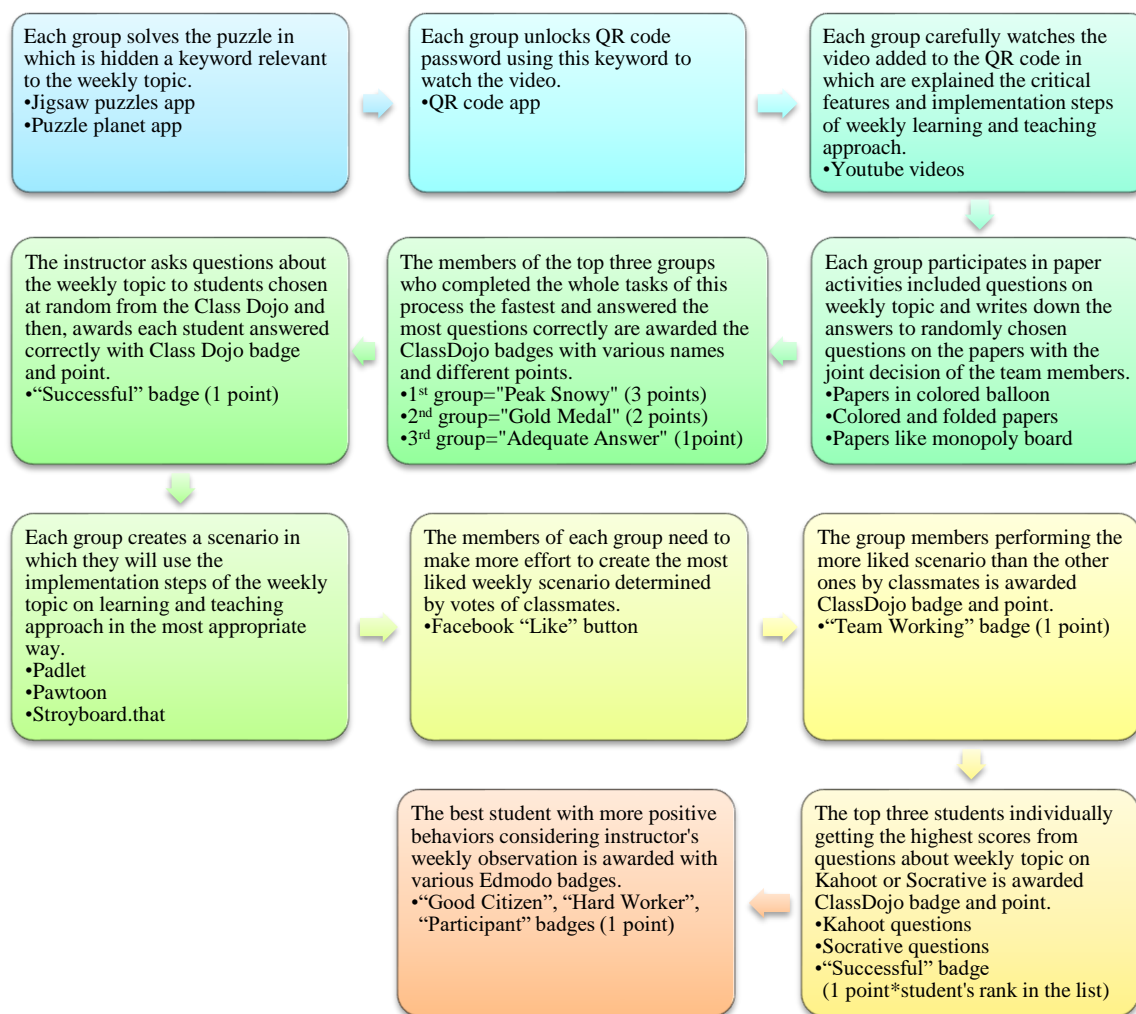 Each group solves the puzzle in
which is hidden a keyword relevant
to the weekly topic.
•Jigsaw puzzles app
•Puzzle planet app
Each group unlocks QR code
password using this keyword to
watch the video.
•QR code app
Each group carefully watches the
video added to the QR code in
which are explained the critical
features and implementation steps
of weekly learning and teaching
approach.
•Youtube videos
Each group participates in paper
activities included questions on
weekly topic and writes down the
answers to randomly chosen
questions on the papers with the
joint decision of the team members.
•Papers in colored balloon
•Colored and folded papers
•Papers like monopoly board
The members of the top three groups
who completed the whole tasks of this
process the fastest and answered the
most questions correctly are awarded the
ClassDojo badges with various names
and different points.
•1st group="Peak Snowy" (3 points)
•2nd group="Gold Medal" (2 points)
•3rd group="Adequate Answer" (1point)
The instructor asks questions about
the weekly topic to students chosen
at random from the Class Dojo and
then, awards each student answered
correctly with Class Dojo badge
and point.
•“Successful” badge (1 point)
Each group creates a scenario in
which they will use the
implementation steps of the weekly
topic on learning and teaching
approach in the most appropriate
way.
•Padlet
•Pawtoon
•Stroyboard.that
The members of each group need to
make more effort to create the most
liked weekly scenario determined
by votes of classmates.
•Facebook “Like” button
The group members performing the
more liked scenario than the other
ones by classmates is awarded
ClassDojo badge and point.
•“Team Working” badge (1 point)
The top three students individually
getting the highest scores from
questions about weekly topic on
Kahoot or Socrative is awarded
ClassDojo badge and point.
•Kahoot questions
•Socrative questions
•“Successful” badge
(1 point*student's rank in the list)
The best student with more positive
behaviors considering instructor's
weekly observation is awarded with
various Edmodo badges.
•“Good Citizen”, “Hard Worker”,
“Participant” badges (1 point)